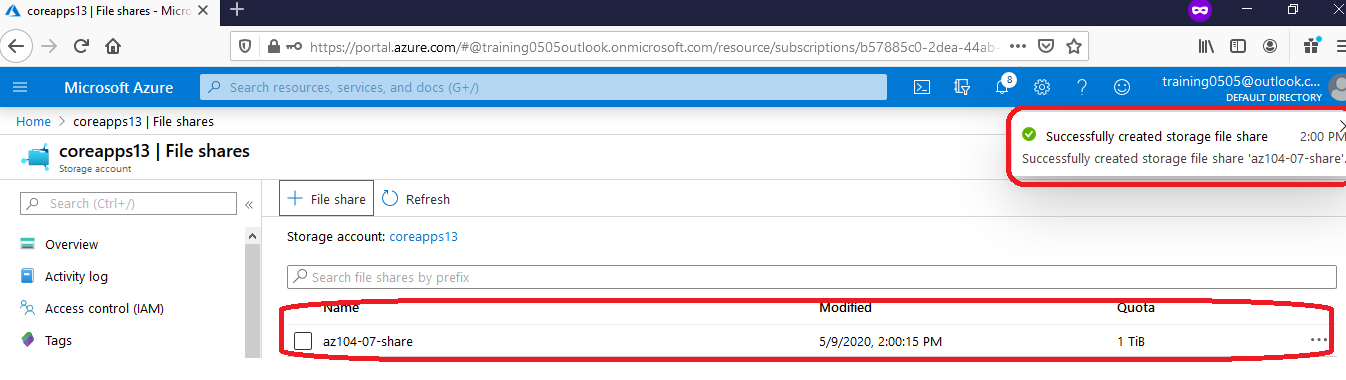 coreapps13 | File shares - Micro
https://portal.azure.com/#@training0505outlook.onmicrosoft.com/resource/subscriptions/b57885c0-2dea-44ab-
Microsoft Azure
Search resources, services, and docs (G+/)
8
training0505@outlook.c...
DEFAULT DIRECTORY
Home > coreapps13 | File shares
Successfully created storage file share 2:00 PM
Successfully created storage file share 'az104-07-share'.
coreapps13 | File shares
Storage account
Search (Ctrl+/)
«
Overview
Activity log
Access control (IAM)
Tags
+ File share
Refresh
Storage account: coreapps13
Search file shares by prefix
Name Modified Quota
az104-07-share 5/9/2020, 2:00:15 PM 1 TiB